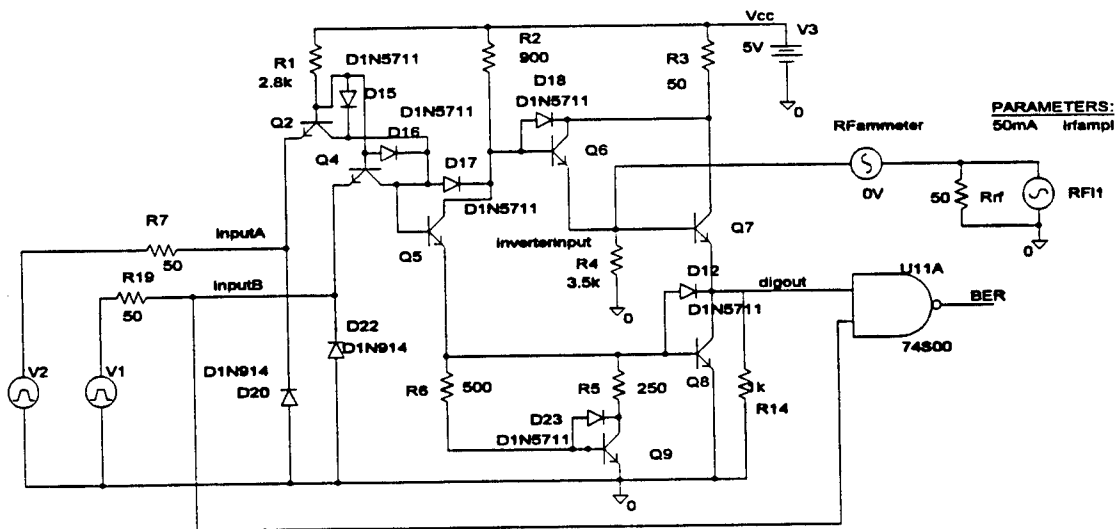 Vcc
V3
5V
0
R1
2.8k
D1N5711
D15
R2
900
R3
50
D18
D1N5711
D1N5711
Q2
D16
Q6
Q4
D17
D1N5711
PARAMETERS:
50mA irfampl
RFammeter
0V
50
Rrf
RFI1
0
R7
50
inputA
Q5
inverterinput
R4
3.5k
0
Q7
R19
50
inputB
D12
D1N5711
digout
U11A
BER
74S00
D22
D1N914
V2
V1
D1N914
D20
R6
500
R5
250
Q8
1k
R14
D23
D1N5711
Q9
0